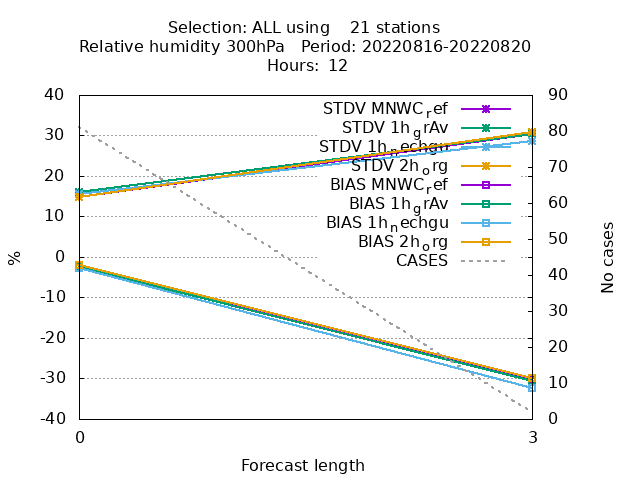 Selection: ALL using    21 stations
Relative humidity 300hPa   Period: 20220816-20220820
Hours: 12
40 90
STDV MNWC_ref
80
STDV 1h_grAv
30
STDV 1h_nechgu
70
STDV 2h_org
20
BIAS MNWC_ref
60
BIAS 1h_grAv
10
BIAS 1h_nechgu
50
BIAS 2h_org
0
CASES
%
No cases
40
-10
30
-20
20
-30
10
-40 0
0 3
Forecast length